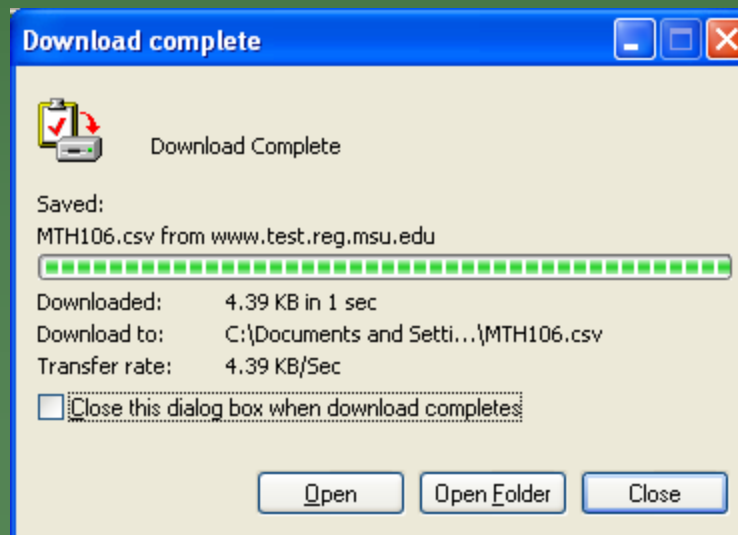 Download complete
Download Complete
Saved:
MTH106.csv from www.test.reg.msu.edu
Downloaded: 4.39 KB in 1 sec
Download to: C:\Documents and Setti...\MTH106.csv
Transfer rate: 4.39 KB/Sec
Close this dialog box when download completes
Open Open Folder Close